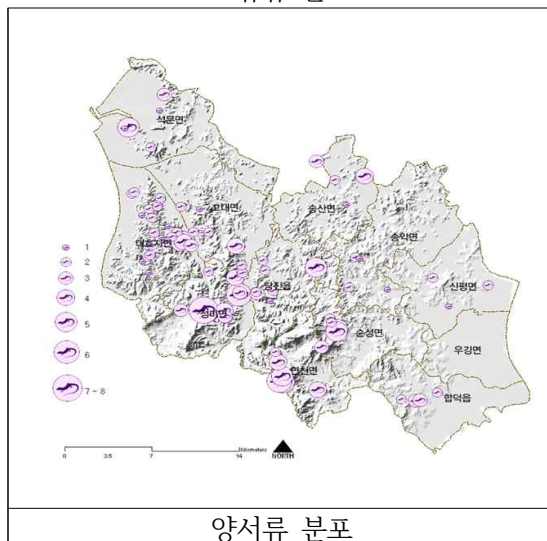 석문면
고대면
송산면
송악면
대호지면
당진읍
신평면
정미면
순성면
우강면
면천면
합덕읍
1
2
3
4
5
6
7 - 8
0 3.5 7 14
Kilometers
NORTH
양서류 분포